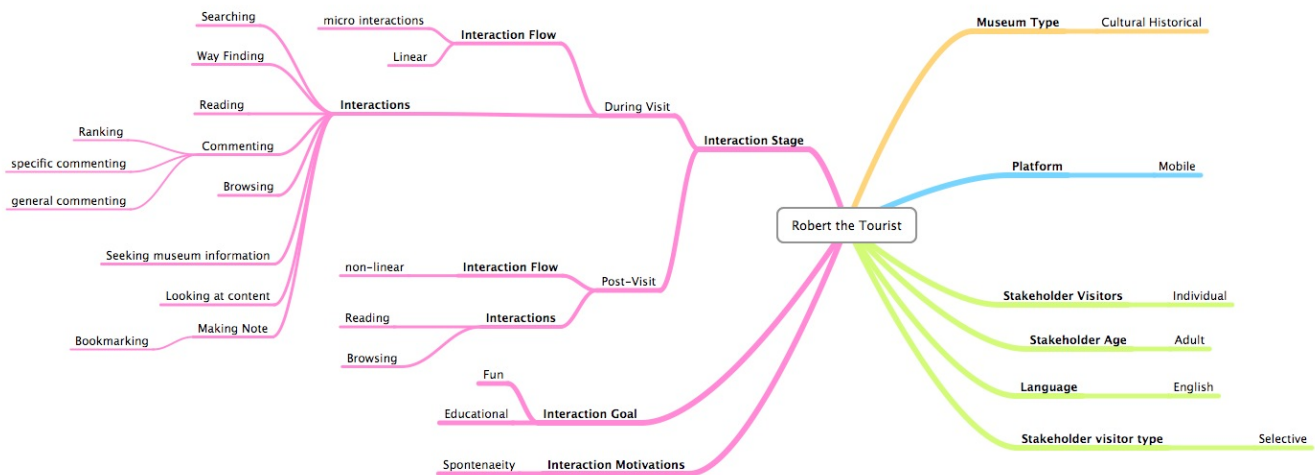 Robert the Tourist
Museum Type
Cultural Historical
Platform
Mobile
Stakeholder Visitors
Individual
Stakeholder Age
Adult
Language
English
Stakeholder visitor type
Selective
Interaction Stage
During Visit
Interaction Flow
micro interactions
Linear
Interactions
Searching
Way Finding
Reading
Commenting
Ranking
specific commenting
general commenting
Browsing
Seeking museum information
Looking at content
Making Note
Bookmarking
Post-Visit
Interaction Flow
non-linear
Interactions
Reading
Browsing
Interaction Goal
Fun
Educational
Interaction Motivations
Spontenaeity